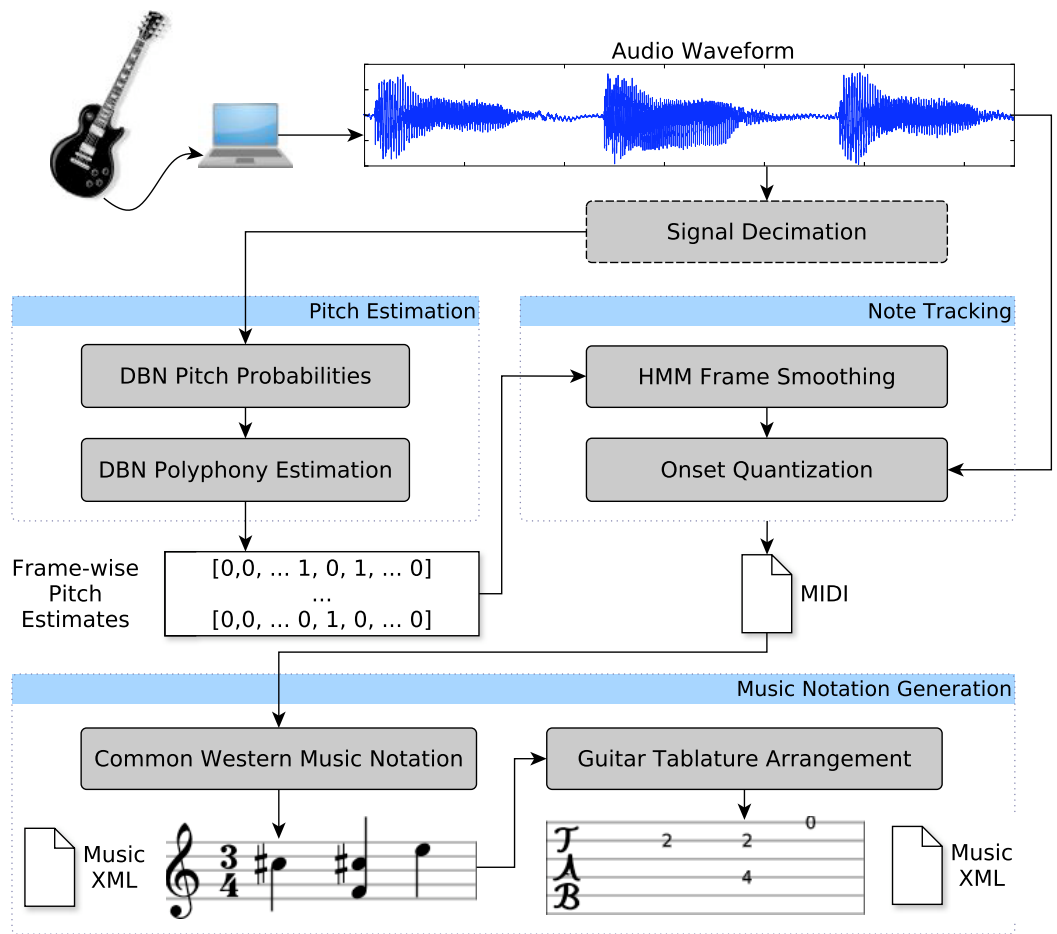 Audio Waveform
Signal Decimation
Pitch Estimation
DBN Pitch Probabilities
DBN Polyphony Estimation
Frame-wise
Pitch
Estimates
[0,0, ... 1, 0, 1, ... 0]
...
[0,0, ... 0, 1, 0, ... 0]
Note Tracking
HMM Frame Smoothing
Onset Quantization
MIDI
Music Notation Generation
Common Western Music Notation
Guitar Tablature Arrangement
Music
XML
3
4
T
A
B
0
2 2
4
Music
XML